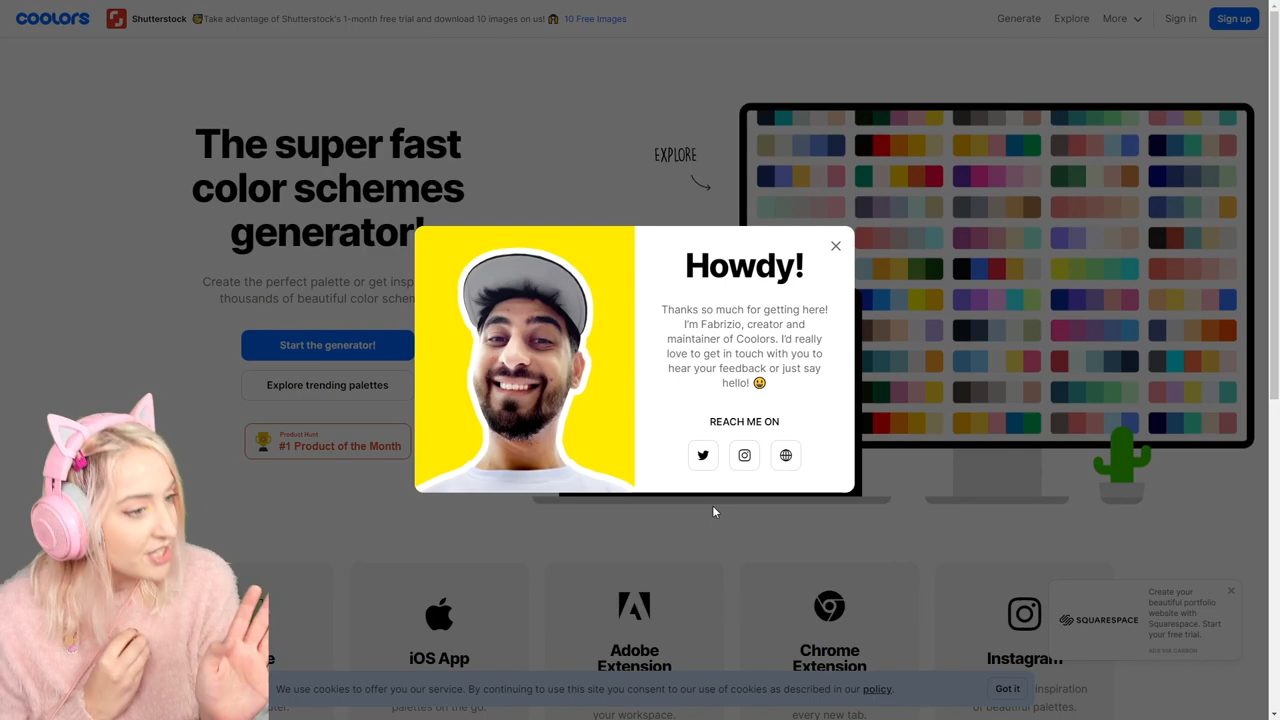 coolors
Shutterstock
Take advantage of Shutterstock's 1-month free trial and download 10 images on us!
10 Free Images
Generate
Explore
More
Sign in
Sign up
The super fast
color schemes
generator!
Create the perfect palette or get insp
thousands of beautiful color schem
Start the generator!
Explore trending palettes
Product Hunt
#1 Product of the Month
EXPLORE
Howdy!
Thanks so much for getting here!
I'm Fabrizio, creator and
maintainer of Coolors. I'd really
love to get in touch with you to
hear your feedback or just say
hello!
REACH ME ON
iOS App
palettes on the go.
Adobe
Extension
your workspace.
Chrome
Extension
every new tab.
Instagram
inspiration
of beautiful palettes.
SQUARESPACE
Create your
beautiful portfolio
website with
Squarespace. Start
your free trial.
ADS VIA CARBON
We use cookies to offer you our service. By continuing to use this site you consent to our use of cookies as described in our policy.
Got it